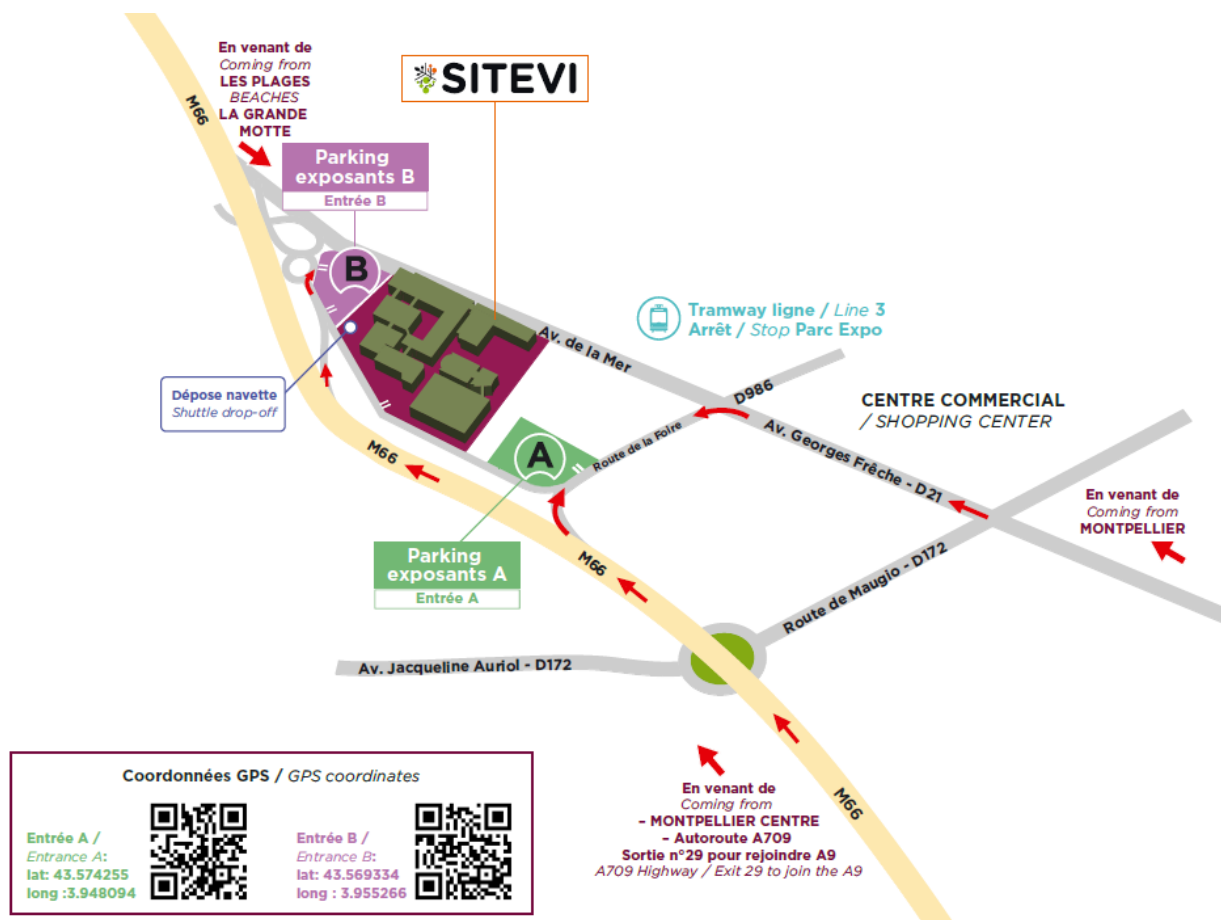 En venant de
Coming from
LES PLAGES
BEACHES
LA GRANDE
MOTTE
M66
SITEVI
Parking
exposants B
Entrée B
B
Tramway ligne / Line 3
Arrêt / Stop Parc Expo
Av. de la Mer
Dépose navette
Shuttle drop-off
D986
CENTRE COMMERCIAL
/ SHOPPING CENTER
Route de la Foire
Av. Georges Frêche - D21
A
M66
En venant de
Coming from
MONTPELLIER
Parking
exposants A
Entrée A
M66
Route de Maugio - D172
Av. Jacqueline Auriol - D172
M66
En venant de
Coming from
– MONTPELLIER CENTRE
– Autoroute A709
Sortie n°29 pour rejoindre A9
A709 Highway / Exit 29 to join the A9
Coordonnées GPS / GPS coordinates
Entrée A /
Entrance A:
lat: 43.574255
long :3.948094
Entrée B /
Entrance B:
lat: 43.569334
long : 3.955266